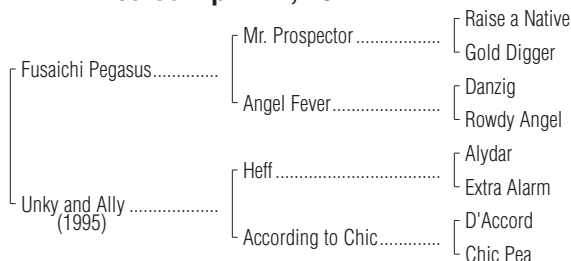 Raise a Native
Mr. Prospector
Gold Digger
Fusaichi Pegasus
Danzig
Angel Fever
Rowdy Angel
Alydar
Heff
Extra Alarm
Unky and Ally
(1995)
D'Accord
According to Chic
Chic Pea